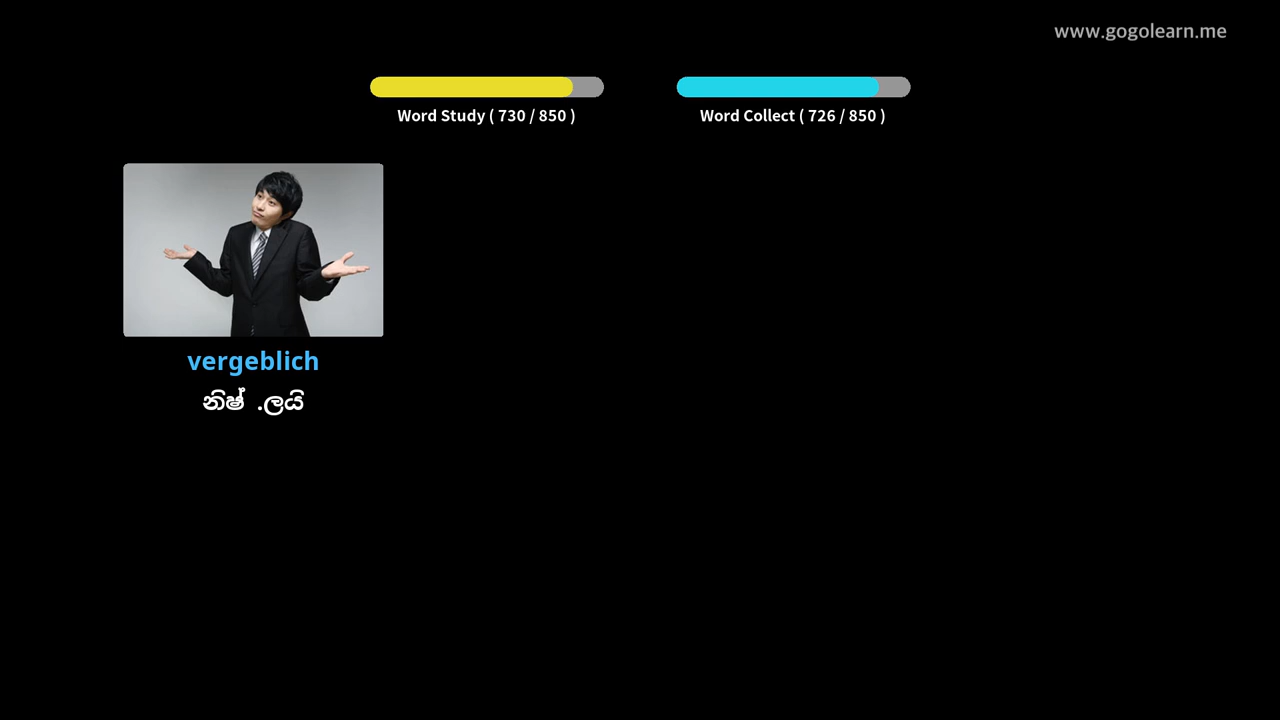 www.gogolearn.me
Word Study ( 730 / 850 )
Word Collect ( 726 / 850 )
vergeblich
නිෂ් .ලයි